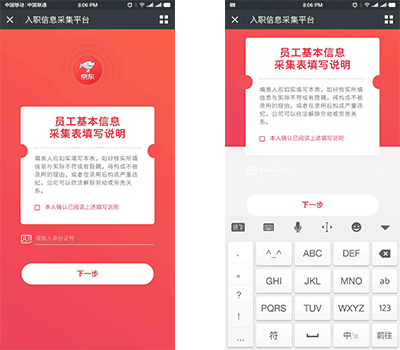 中国移动 中国联通
8:06 PM
入职信息采集平台
京东
员工基本信息
采集表填写说明
填表人应如实填写本表，如经核实所填
信息与实际不符或有隐瞒，将构成不被
录用的理由，或者在录用后构成严重违
纪，公司可以依法解除劳动或劳务关
系。
本人确认已阅读上述填写说明
请输入身份证号
下一步
8:06 PM
入职信息采集平台
员工基本信息
采集表填写说明
填表人应如实填写本表，如经核实所填
信息与实际不符或有隐瞒，将构成不被
录用的理由，或者在录用后构成严重违
纪，公司可以依法解除劳动或劳务关
系。
本人确认已阅读上述填写说明
下一步
, ^_^ ABC DEF
。 GHI JKL MNO ab
? PQRS TUV WXYZ 123
!
... 符 中/英 前往